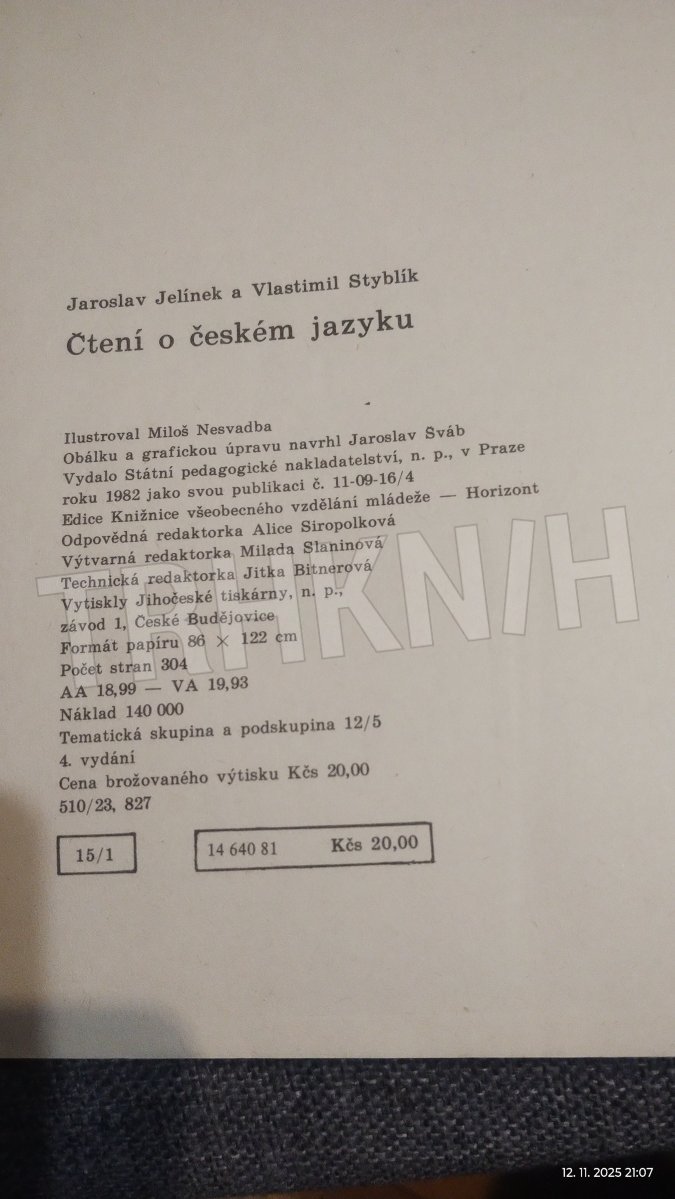 Jaroslav Jelínek a Vlastimil Styblík
Čtení o českém jazyku
Ilustroval Miloš Nesvadba
Obálku a grafickou úpravu navrhl Jaroslav Šváb
Vydalo Státní pedagogické nakladatelství, n. p., v Praze
roku 1982 jako svou publikaci č. 11-09-16/4
Edice Knižnice všeobecného vzdělání mládeže — Horizont
Odpovědná redaktorka Alice Siropolková
Výtvarná redaktorka Milada Slaninová
Technická redaktorka Jitka Bitnerová
Vytiskly Jihočeské tiskárny, n. p.,
závod 1, České Budějovice
Formát papíru 86 × 122 cm
Počet stran 304
AA 18,99 — VA 19,93
Náklad 140 000
Tematická skupina a podskupina 12/5
4. vydání
Cena brožovaného výtisku Kčs 20,00
510/23, 827
15/1
14 640 81 Kčs 20,00
TRHKNIH
12. 11. 2025 21:07